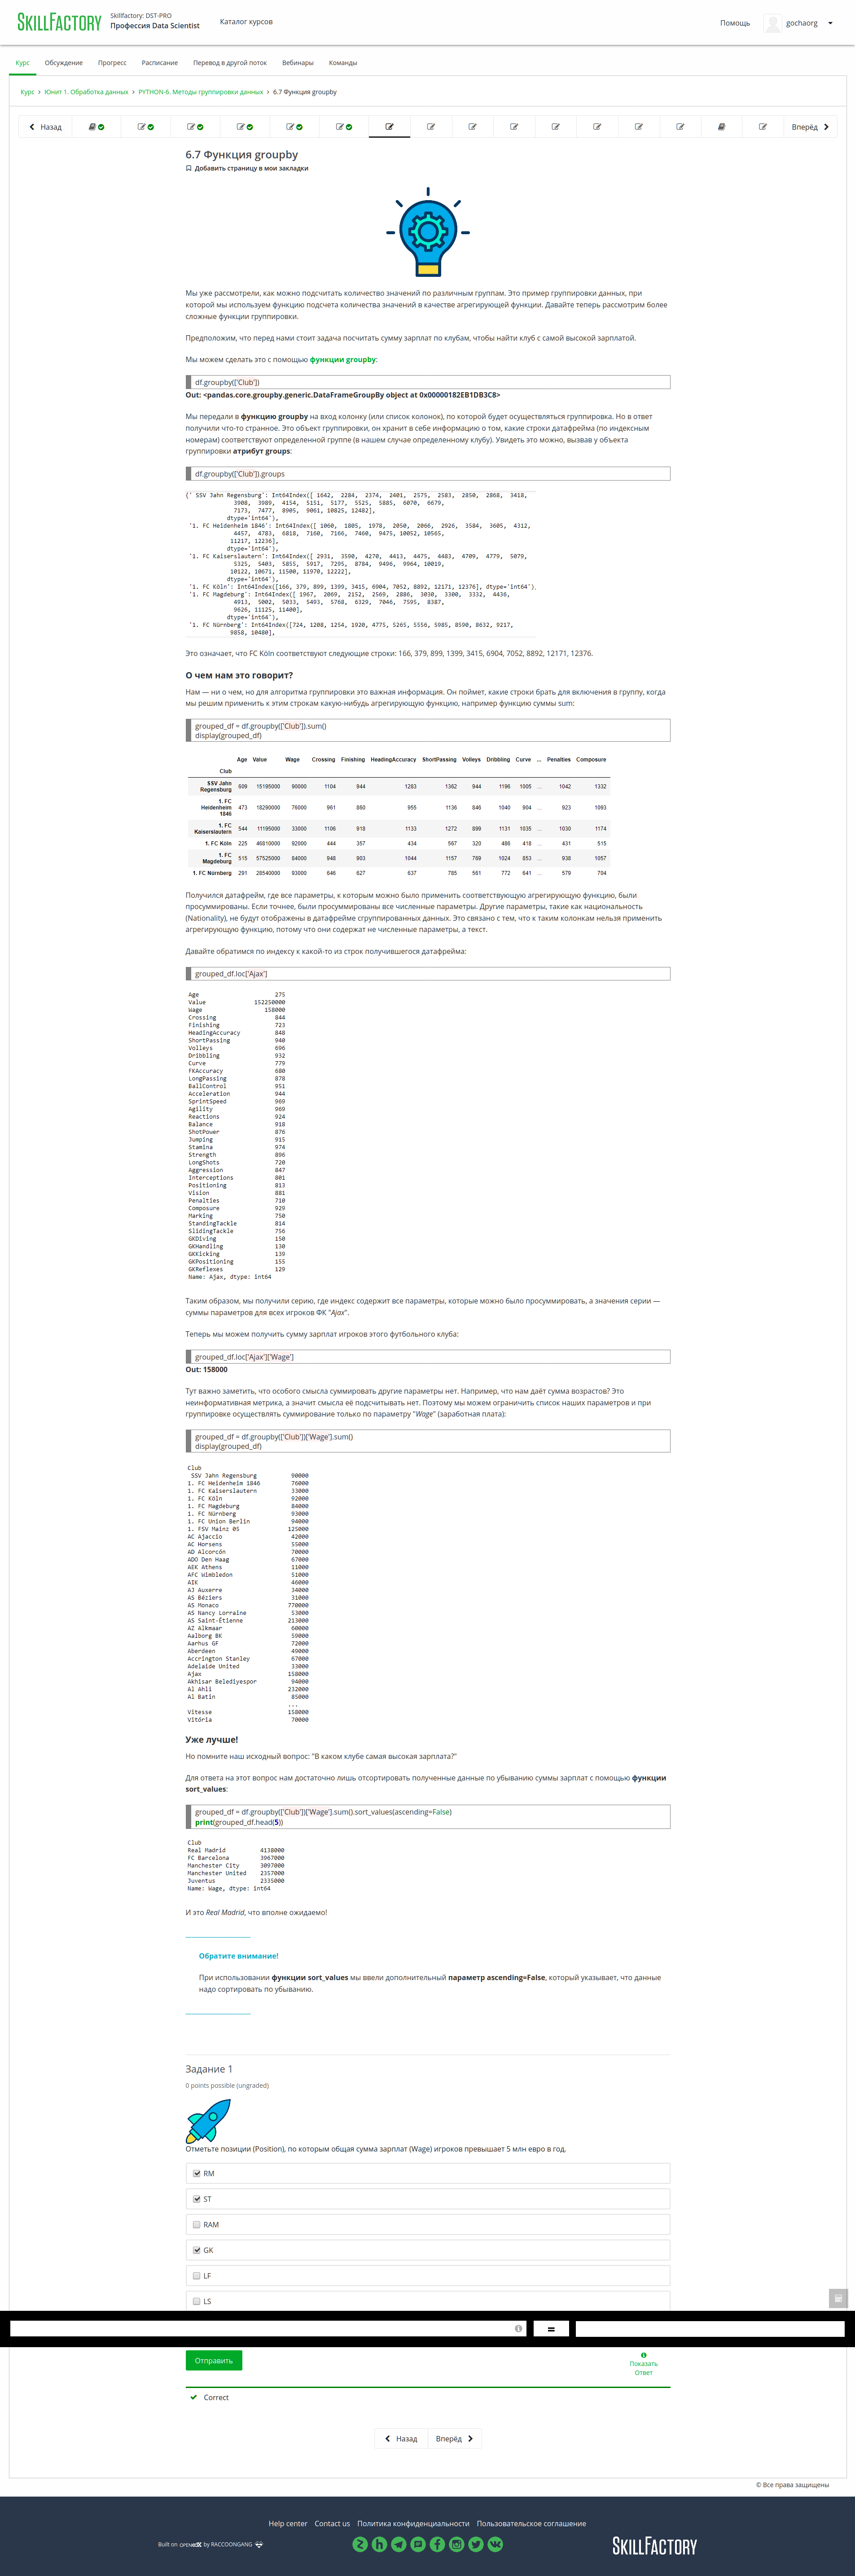 SKILLFACTORY
Skillfactory: DST-PRO
Профессия Data Scientist
Каталог курсов
Помощь
gochaorg
Курс Обсуждение Прогресс Расписание Перевод в другой поток Вебинары Команды
Курс > Юнит 1. Обработка данных > PYTHON-6. Методы группировки данных > 6.7 Функция groupby
Назад
Вперёд
6.7 Функция groupby
Добавить страницу в мои закладки
Мы уже рассмотрели, как можно подсчитать количество значений по различным группам. Это пример группировки данных, при
которой мы используем функцию подсчета количества значений в качестве агрегирующей функции. Давайте теперь рассмотрим более
сложные функции группировки.
Предположим, что перед нами стоит задача посчитать сумму зарплат по клубам, чтобы найти клуб с самой высокой зарплатой.
Мы можем сделать это с помощью функции groupby:
df.groupby(['Club'])
Out: <pandas.core.groupby.generic.DataFrameGroupBy object at 0x00000182EB1DB3C8>
Мы передали в функцию groupby на вход колонку (или список колонок), по которой будет осуществляться группировка. Но в ответ
получили что-то странное. Это объект группировки, он хранит в себе информацию о том, какие строки датафрейма (по индексным
номерам) соответствуют определенной группе (в нашем случае определенному клубу). Увидеть это можно, вызвав у объекта
группировки атрибут groups:
df.groupby(['Club']).groups
{' SSV Jahn Regensburg': Int64Index([ 1642, 2284, 2374, 2401, 2575, 2583, 2850, 2868, 3418,
3908, 3989, 4154, 5151, 5177, 5525, 5885, 6070, 6679,
7173, 7477, 8905, 9061, 10825, 12482],
dtype='int64'),
'1. FC Heidenheim 1846': Int64Index([ 1060, 1805, 1978, 2050, 2066, 2926, 3584, 3605, 4312,
4457, 4783, 6818, 7160, 7166, 7460, 9475, 10052, 10565,
11217, 12236],
dtype='int64'),
'1. FC Kaiserslautern': Int64Index([ 2931, 3590, 4270, 4413, 4475, 4483, 4709, 4779, 5079,
5325, 5403, 5855, 5917, 7295, 8784, 9496, 9964, 10019,
10122, 10671, 11500, 11970, 12222],
dtype='int64'),
'1. FC Köln': Int64Index([166, 379, 899, 1399, 3415, 6904, 7052, 8892, 12171, 12376], dtype='int64'),
'1. FC Magdeburg': Int64Index([ 1967, 2069, 2152, 2569, 2886, 3030, 3300, 3332, 4436,
4913, 5002, 5033, 5493, 5768, 6329, 7046, 7595, 8387,
9626, 11125, 11400],
dtype='int64'),
'1. FC Nürnberg': Int64Index([724, 1208, 1254, 1920, 4775, 5265, 5556, 5985, 8590, 8632, 9217,
9858, 10480],
Это означает, что FC Köln соответствуют следующие строки: 166, 379, 899, 1399, 3415, 6904, 7052, 8892, 12171, 12376.
О чем нам это говорит?
Нам — ни о чем, но для алгоритма группировки это важная информация. Он поймет, какие строки брать для включения в группу, когда
мы решим применить к этим строкам какую-нибудь агрегирующую функцию, например функцию суммы sum:
grouped_df = df.groupby(['Club']).sum()
display(grouped_df)
Age Value Wage Crossing Finishing HeadingAccuracy ShortPassing Volleys Dribbling Curve ... Penalties Composure
Club
SSV Jahn Regensburg 609 15195000 90000 1104 944 1283 1362 944 1196 1005 ... 1042 1332
1. FC Heidenheim 1846 473 18290000 76000 961 860 955 1136 846 1040 904 ... 923 1093
1. FC Kaiserslautern 544 11195000 33000 1106 918 1133 1272 899 1131 1035 ... 1030 1174
1. FC Köln 225 46810000 92000 444 357 434 567 320 486 418 ... 431 515
1. FC Magdeburg 515 57525000 84000 948 903 1044 1157 769 1024 853 ... 938 1057
1. FC Nürnberg 291 28540000 93000 646 627 637 785 561 772 641 ... 579 704
Получился датафрейм, где все параметры, к которым можно было применить соответствующую агрегирующую функцию, были
просуммированы. Если точнее, были просуммированы все численные параметры. Другие параметры, такие как национальность
(Nationality), не будут отображены в датафрейме сгруппированных данных. Это связано с тем, что к таким колонкам нельзя применить
агрегирующую функцию, потому что они содержат не численные параметры, а текст.
Давайте обратимся по индексу к какой-то из строк получившегося датафрейма:
grouped_df.loc['Ajax']
Age 275
Value 152250000
Wage 158000
Crossing 844
Finishing 723
HeadingAccuracy 848
ShortPassing 940
Volleys 696
Dribbling 932
Curve 779
FKAccuracy 680
LongPassing 878
BallControl 951
Acceleration 944
SprintSpeed 969
Agility 969
Reactions 924
Balance 918
ShotPower 876
Jumping 915
Stamina 974
Strength 896
LongShots 720
Aggression 847
Interceptions 801
Positioning 813
Vision 881
Penalties 710
Composure 929
Marking 750
StandingTackle 814
SlidingTackle 756
GKDiving 150
GKHandling 130
GKKicking 139
GKPositioning 155
GKReflexes 129
Name: Ajax, dtype: int64
Таким образом, мы получили серию, где индекс содержит все параметры, которые можно было просуммировать, а значения серии —
суммы параметров для всех игроков ФК "Ajax".
Теперь мы можем получить сумму зарплат игроков этого футбольного клуба:
grouped_df.loc['Ajax']['Wage']
Out: 158000
Тут важно заметить, что особого смысла суммировать другие параметры нет. Например, что нам даёт сумма возрастов? Это
неинформативная метрика, а значит смысла её подсчитывать нет. Поэтому мы можем ограничить список наших параметров и при
группировке осуществлять суммирование только по параметру "Wage" (заработная плата):
grouped_df = df.groupby(['Club'])['Wage'].sum()
display(grouped_df)
Club
SSV Jahn Regensburg 90000
1. FC Heidenheim 1846 76000
1. FC Kaiserslautern 33000
1. FC Köln 92000
1. FC Magdeburg 84000
1. FC Nürnberg 93000
1. FC Union Berlin 94000
1. FSV Mainz 05 125000
AC Ajaccio 42000
AC Horsens 55000
AD Alcorcón 70000
ADO Den Haag 67000
AEK Athens 11000
AFC Wimbledon 51000
AIK 46000
AJ Auxerre 34000
AS Béziers 31000
AS Monaco 770000
AS Nancy Lorraine 53000
AS Saint-Étienne 213000
AZ Alkmaar 60000
Aalborg BK 59000
Aarhus GF 72000
Aberdeen 49000
Accrington Stanley 67000
Adelaide United 33000
Ajax 158000
Akhisar Belediyespor 94000
Al Ahli 232000
Al Batin 85000
...
Vitesse 158000
Vitória 70000
Уже лучше!
Но помните наш исходный вопрос: "В каком клубе самая высокая зарплата?"
Для ответа на этот вопрос нам достаточно лишь отсортировать полученные данные по убыванию суммы зарплат с помощью функции
sort_values:
grouped_df = df.groupby(['Club'])['Wage'].sum().sort_values(ascending=False)
print(grouped_df.head(5))
Club
Real Madrid 4138000
FC Barcelona 3967000
Manchester City 3097000
Manchester United 2357000
Juventus 2335000
Name: Wage, dtype: int64
И это Real Madrid, что вполне ожидаемо!
Обратите внимание!
При использовании функции sort_values мы ввели дополнительный параметр ascending=False, который указывает, что данные
надо сортировать по убыванию.
Задание 1
0 points possible (ungraded)
Отметьте позиции (Position), по которым общая сумма зарплат (Wage) игроков превышает 5 млн евро в год.
RM
ST
RAM
GK
LF
LS
=
Отправить
Показать
Ответ
Correct
Назад
Вперёд
© Все права защищены
Help center Contact us Политика конфиденциальности Пользовательское соглашение
Built on OPENedX by RACCOONGANG
SKILLFACTORY